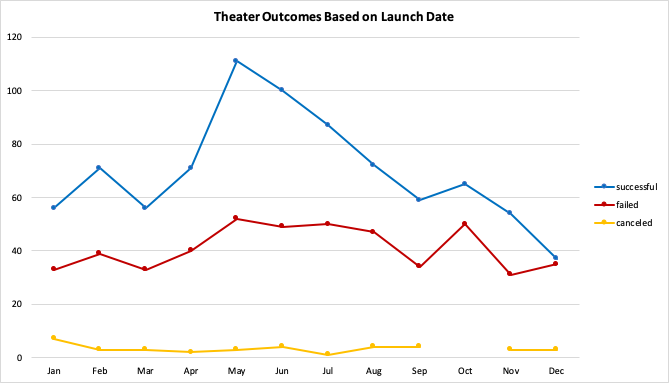 Theater Outcomes Based on Launch Date
120
100
80
60
40
20
0
Jan Feb Mar Apr May Jun Jul Aug Sep Oct Nov Dec
successful
failed
canceled